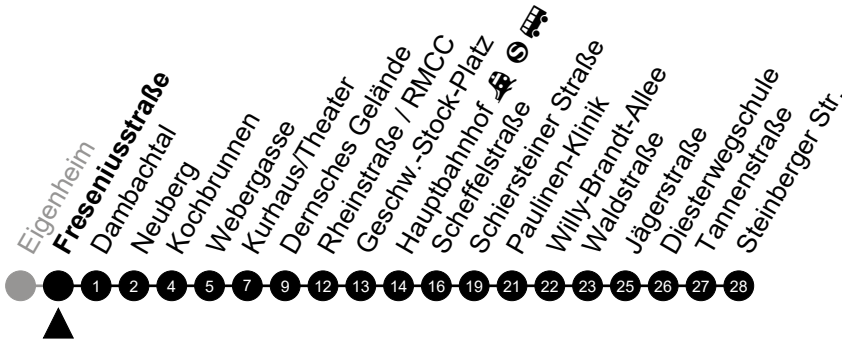 Eigenheim
Freseniusstraße
Dambachtal
Neuberg
Kochbrunnen
Webergasse
Kurhaus/Theater
Dernsches Gelände
Rheinstraße / RMCC
Geschw.-Stock-Platz
Hauptbahnhof S
Scheffelstraße
Schiersteiner Straße
Paulinen-Klinik
Willy-Brandt-Allee
Waldstraße
Jägerstraße
Diesterwegschule
Tannenstraße
Steinberger Str.
1 2 4 5 7 9 12 13 14 16 19 21 22 23 25 26 27 28